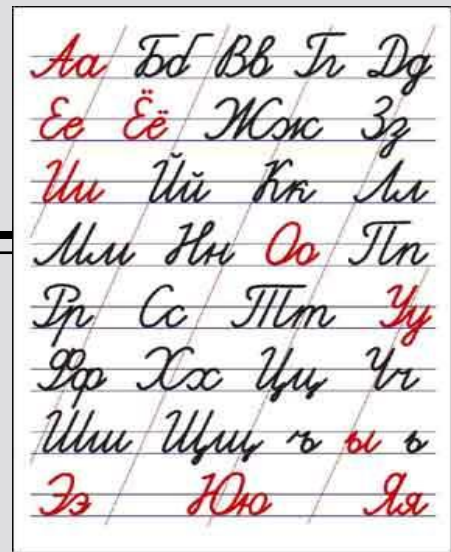 Аа Бб Вв Гг Дд
Ее Ёё Жж Зз
Ии Йй Кк Лл
Мм Нн Оо Пп
Рр Сс Тт Уу
Фф Хх Цц Чч
Шш Щщ ъ ы ь
Ээ Юю Яя